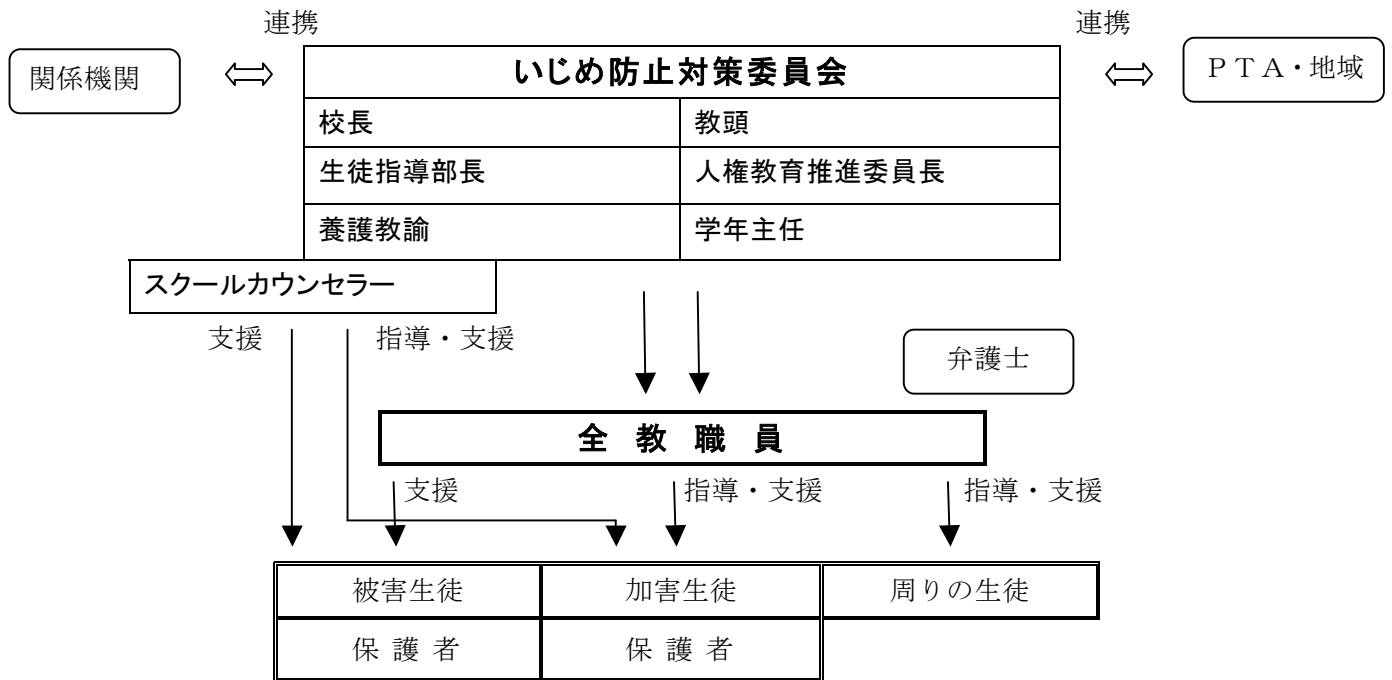 連携 連携
関係機関 いじめ防止対策委員会 ＰＴＡ・地域
校長 教頭
生徒指導部長 人権教育推進委員長
養護教諭 学年主任
スクールカウンセラー
支援 指導・支援
弁護士
全 教 職 員
支援 指導・支援 指導・支援
被害生徒 加害生徒 周りの生徒
保 護 者 保 護 者